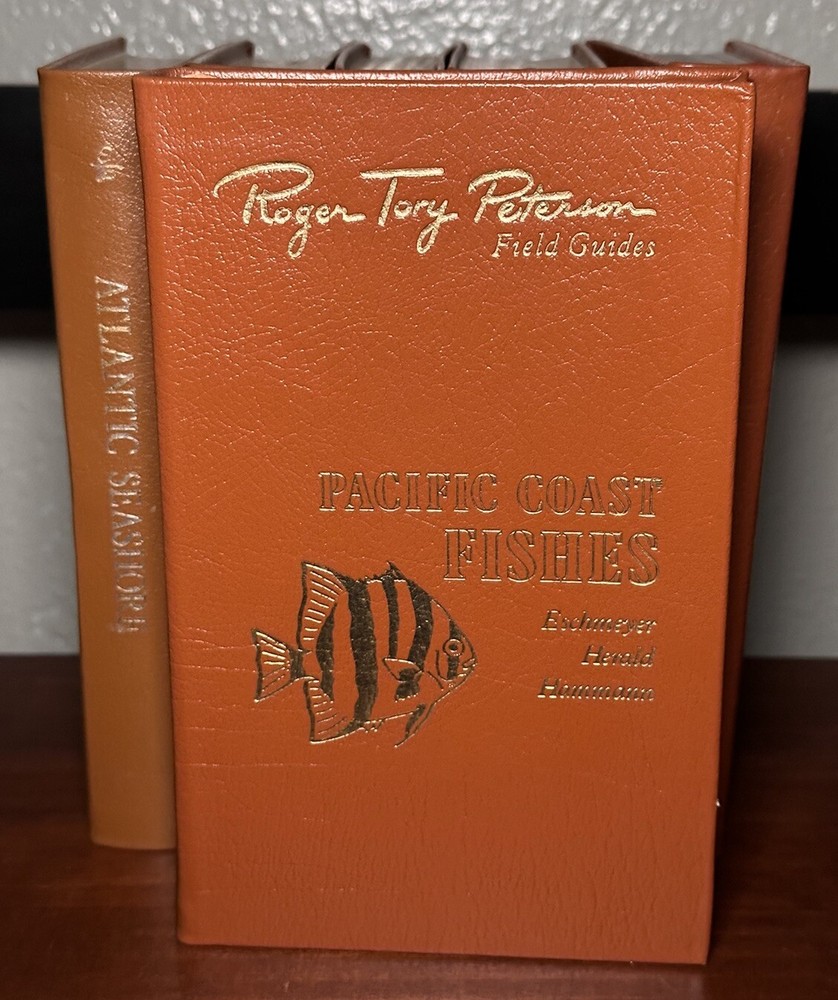 Roger Tory Peterson
Field Guides
PACIFIC COAST
FISHES
Eschmeyer
Herald
Hammann
ATLANTIC SEASHORE